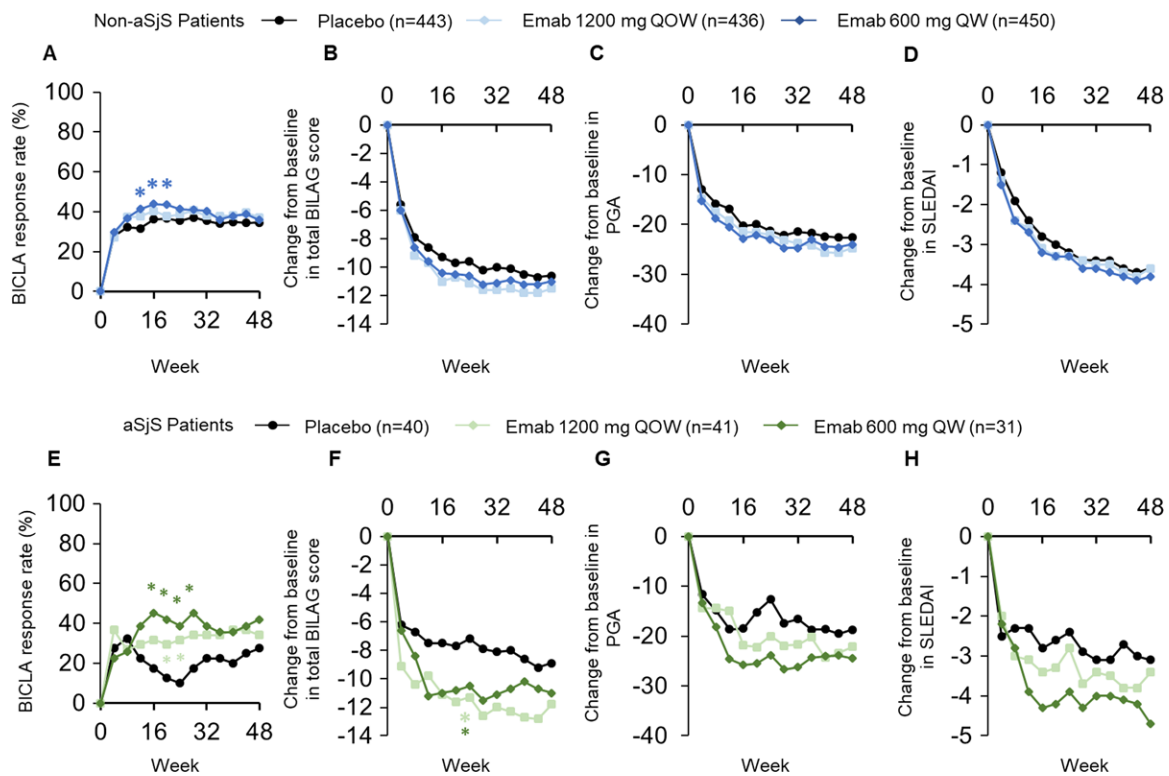 Non-aSjS Patients Placebo (n=443) Emab 1200 mg QOW (n=436) Emab 600 mg QW (n=450)
A
BICLA response rate (%)
100
80
60
40
20
0
* * *
0 16 32 48
Week
B
Change from baseline
in total BILAG score
0 16 32 48
0
-2
-4
-6
-8
-10
-12
-14
Week
C
Change from baseline in
PGA
0 16 32 48
0
-10
-20
-30
-40
Week
D
Change from baseline
in SLEDAI
0 16 32 48
0
-1
-2
-3
-4
-5
Week
aSjS Patients Placebo (n=40) Emab 1200 mg QOW (n=41) Emab 600 mg QW (n=31)
E
BICLA response rate (%)
100
80
60
40
20
0
* * * *
* *
0 16 32 48
Week
F
Change from baseline
in total BILAG score
0 16 32 48
0
-2
-4
-6
-8
-10
-12
-14
*
*
Week
G
Change from baseline in
PGA
0 16 32 48
0
-10
-20
-30
-40
Week
H
Change from baseline
in SLEDAI
0 16 32 48
0
-1
-2
-3
-4
-5
Week